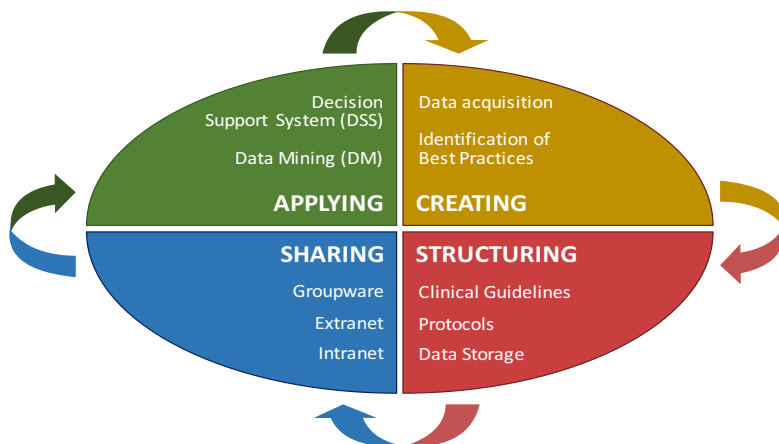 Decision
Support System (DSS)
Data Mining (DM)
APPLYING
Data acquisition
Identification of
Best Practices
CREATING
SHARING
Groupware
Extranet
Intranet
STRUCTURING
Clinical Guidelines
Protocols
Data Storage